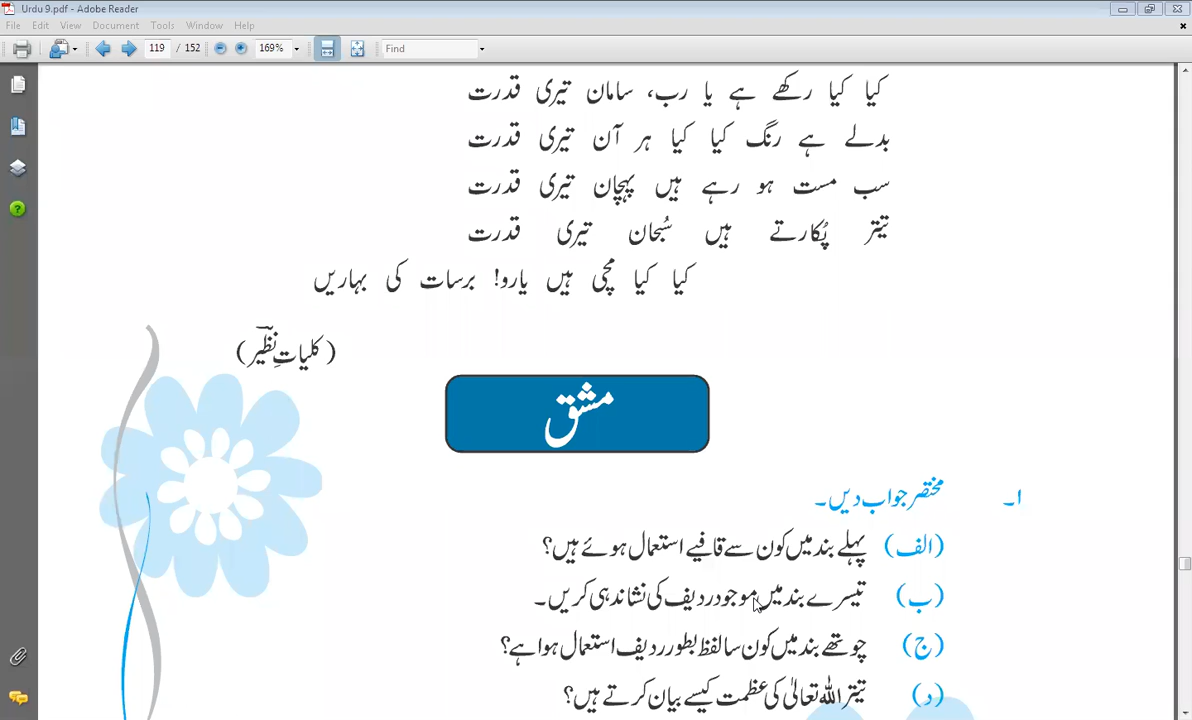 Urdu 9.pdf - Adobe Reader
File Edit View Document Tools Window Help
119 / 152 169% Find
کیا کیا رکھے ہے یا رب، سامان تیری قدرت
بدلے ہے رنگ کیا کیا ہر آن تیری قدرت
سب مست ہو رہے ہیں پہچان تیری قدرت
تیتر پُکارتے ہیں سُبحان تیری قدرت
کیا کیا مچی ہیں یارو! برسات کی بہاریں
(کلیاتِ نظیرؔ)
مشق
۱۔ مختصر جواب دیں۔
(الف) پہلے بند میں کون سے قافیے استعمال ہوئے ہیں؟
(ب) تیسرے بند میں موجود ردیف کی نشاندہی کریں۔
(ج) چوتھے بند میں کون سا لفظ بطور ردیف استعمال ہوا ہے؟
(د) تیتر اللہ تعالیٰ کی عظمت کیسے بیان کرتے ہیں؟